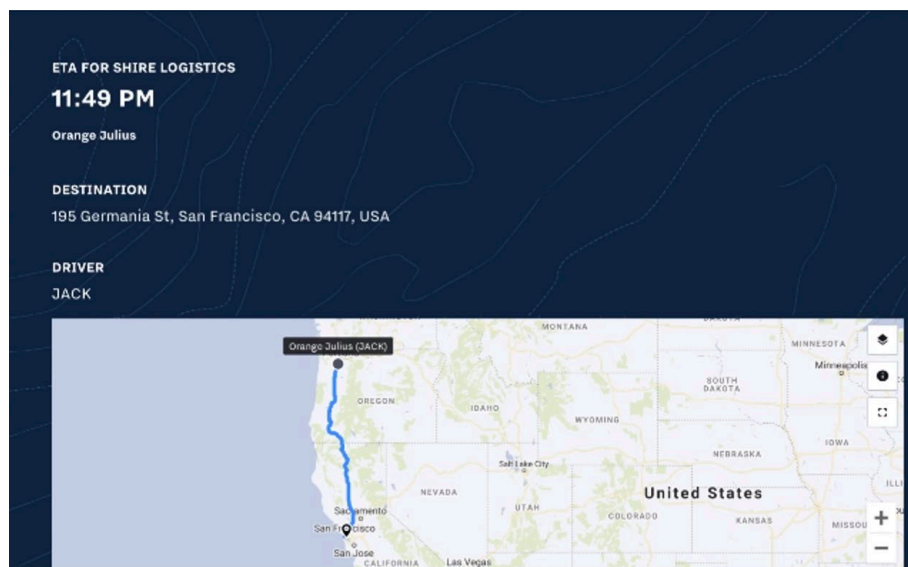 ETA FOR SHIRE LOGISTICS
11:49 PM
Orange Julius
DESTINATION
195 Germania St, San Francisco, CA 94117, USA
DRIVER
JACK
MONTANA
Orange Julius (JACK)
MINNESOTA
Minneapolis
SOUTH
DAKOTA
OREGON
IDAHO
WYOMING
IOWA
NEBRASKA
Salt Lake City
NEVADA
United States
UTAH
Sacramento
COLORADO
KANSAS
San Francisco
+
San Jose
−
CALIFORNIA
Las Vegas